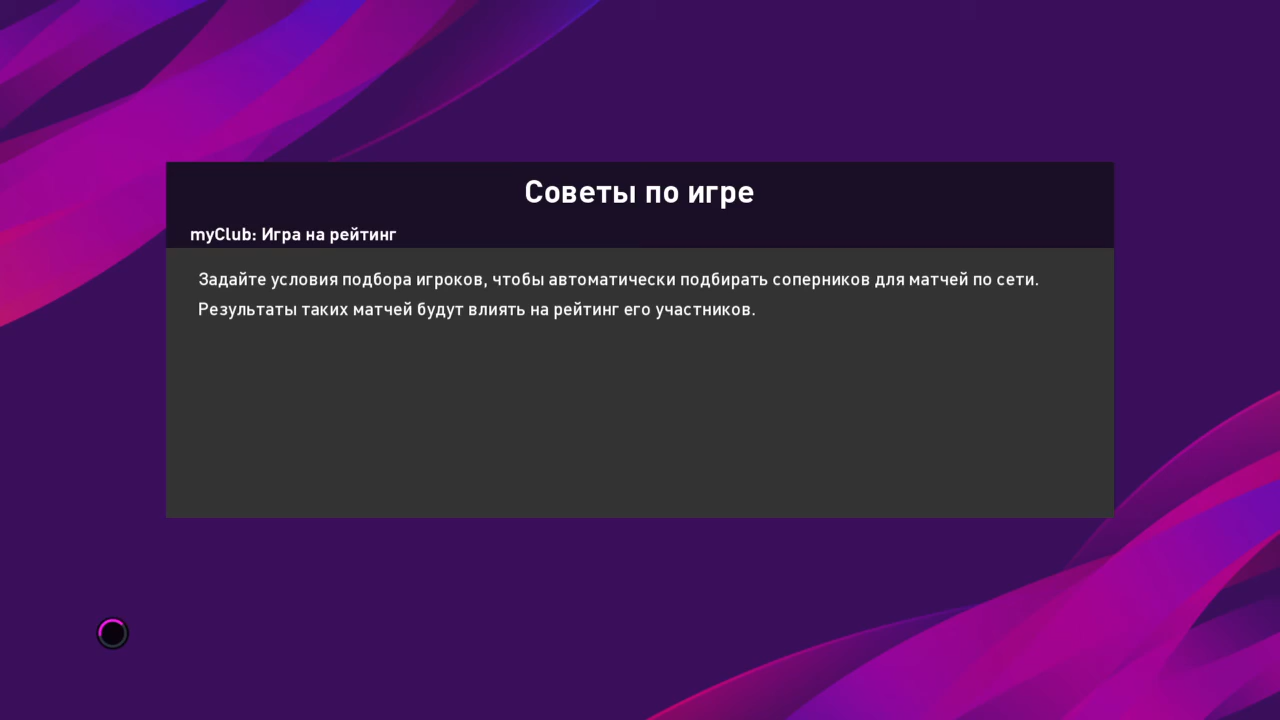 Советы по игре
myClub: Игра на рейтинг
Задайте условия подбора игроков, чтобы автоматически подбирать соперников для матчей по сети.
Результаты таких матчей будут влиять на рейтинг его участников.